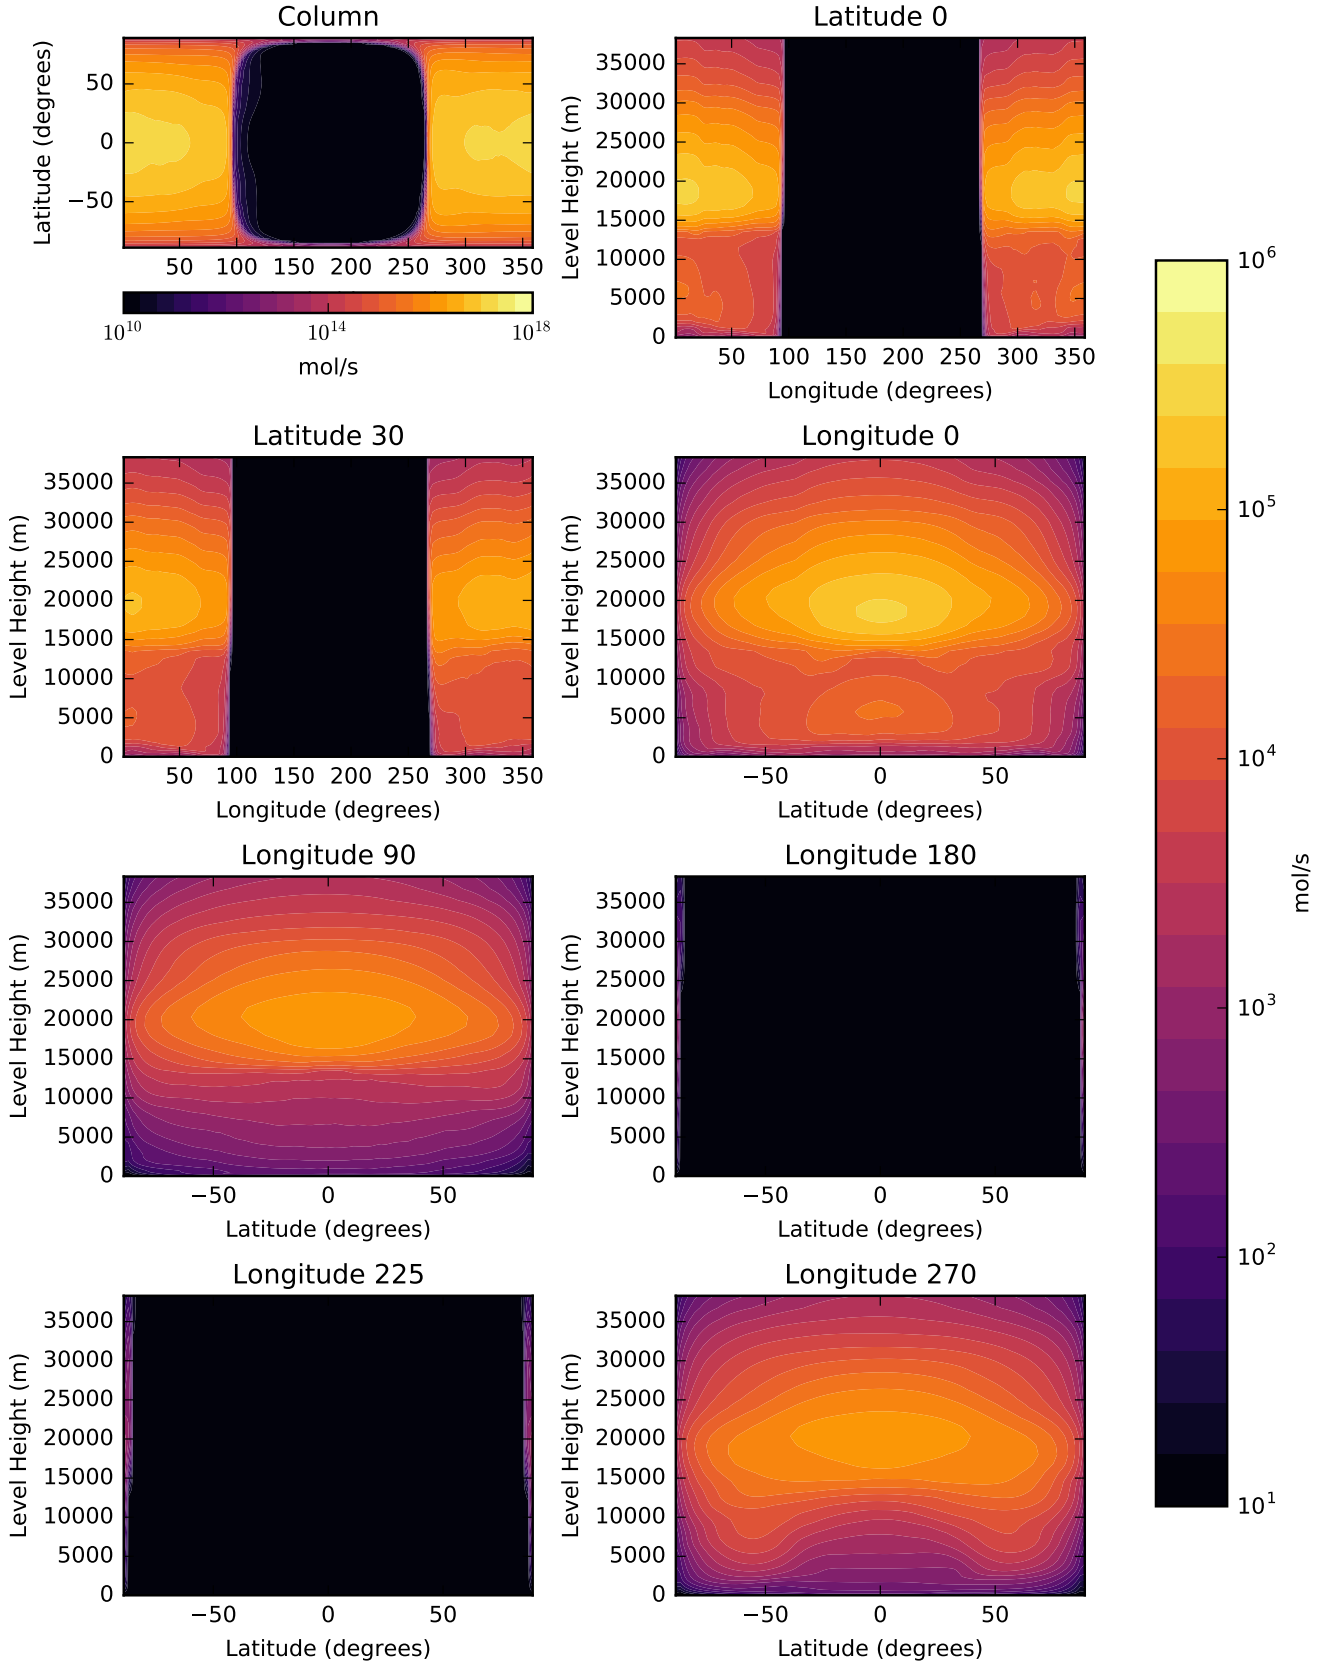 Column
Latitude (degrees)
50
0
−50
50 100 150 200 250 300 350
10^10 10^14 10^18
mol/s
Latitude 0
Level Height (m)
35000
30000
25000
20000
15000
10000
5000
0
50 100 150 200 250 300 350
Longitude (degrees)
Latitude 30
Level Height (m)
35000
30000
25000
20000
15000
10000
5000
0
50 100 150 200 250 300 350
Longitude (degrees)
Longitude 0
Level Height (m)
35000
30000
25000
20000
15000
10000
5000
0
−50 0 50
Latitude (degrees)
Longitude 90
Level Height (m)
35000
30000
25000
20000
15000
10000
5000
0
−50 0 50
Latitude (degrees)
Longitude 180
Level Height (m)
35000
30000
25000
20000
15000
10000
5000
0
−50 0 50
Latitude (degrees)
Longitude 225
Level Height (m)
35000
30000
25000
20000
15000
10000
5000
0
−50 0 50
Latitude (degrees)
Longitude 270
Level Height (m)
35000
30000
25000
20000
15000
10000
5000
0
−50 0 50
Latitude (degrees)
10^6
10^5
10^4
10^3
10^2
10^1
mol/s